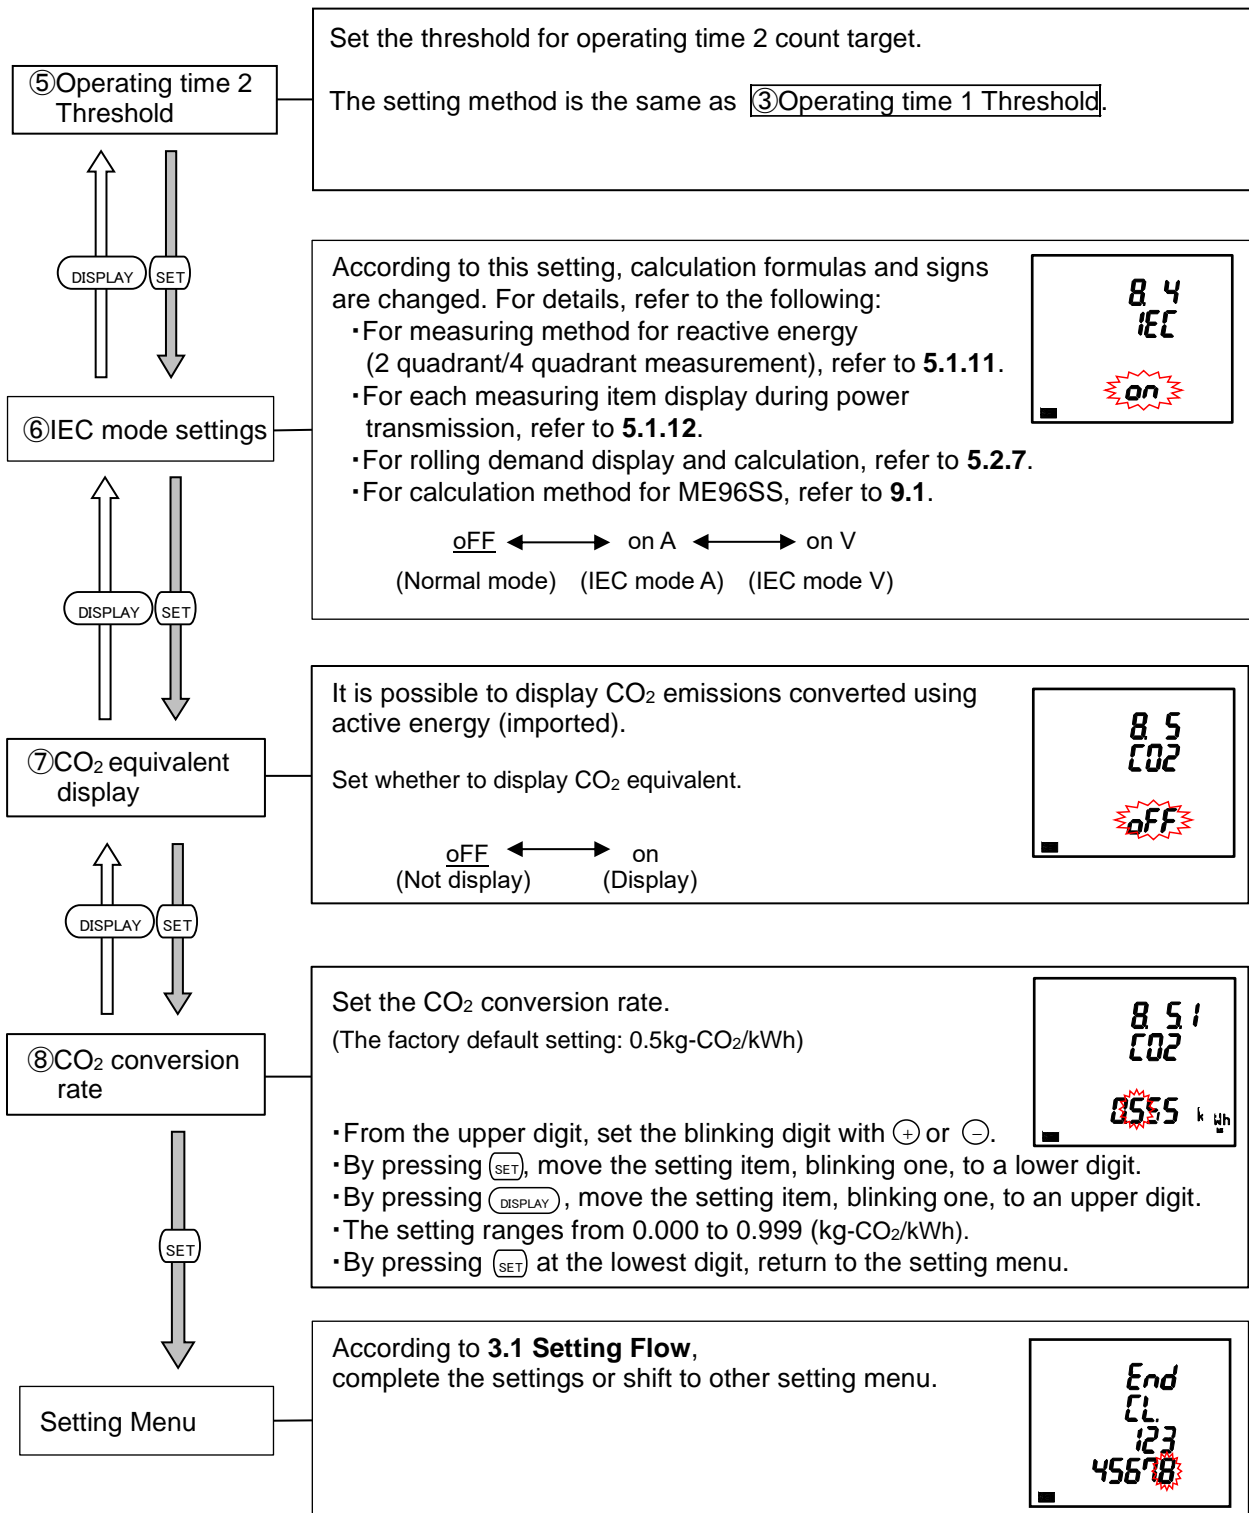 ⑤Operating time 2
Threshold
Set the threshold for operating time 2 count target.
The setting method is the same as ③Operating time 1 Threshold.
DISPLAY SET
⑥IEC mode settings
According to this setting, calculation formulas and signs
are changed. For details, refer to the following:
・For measuring method for reactive energy
(2 quadrant/4 quadrant measurement), refer to 5.1.11.
・For each measuring item display during power
transmission, refer to 5.1.12.
・For rolling demand display and calculation, refer to 5.2.7.
・For calculation method for ME96SS, refer to 9.1.
oFF on A on V
(Normal mode) (IEC mode A) (IEC mode V)
8. 4
IEC
on
DISPLAY SET
⑦CO₂ equivalent
display
It is possible to display CO₂ emissions converted using
active energy (imported).
Set whether to display CO₂ equivalent.
oFF on
(Not display) (Display)
8. 5
CO2
oFF
DISPLAY SET
⑧CO₂ conversion
rate
Set the CO₂ conversion rate.
(The factory default setting: 0.5kg-CO₂/kWh)
・From the upper digit, set the blinking digit with + or −.
・By pressing SET, move the setting item, blinking one, to a lower digit.
・By pressing DISPLAY, move the setting item, blinking one, to an upper digit.
・The setting ranges from 0.000 to 0.999 (kg-CO₂/kWh).
・By pressing SET at the lowest digit, return to the setting menu.
8. 5.1
CO2
0.555 k Wh
SET
Setting Menu
According to 3.1 Setting Flow,
complete the settings or shift to other setting menu.
End
CL.
123
45678